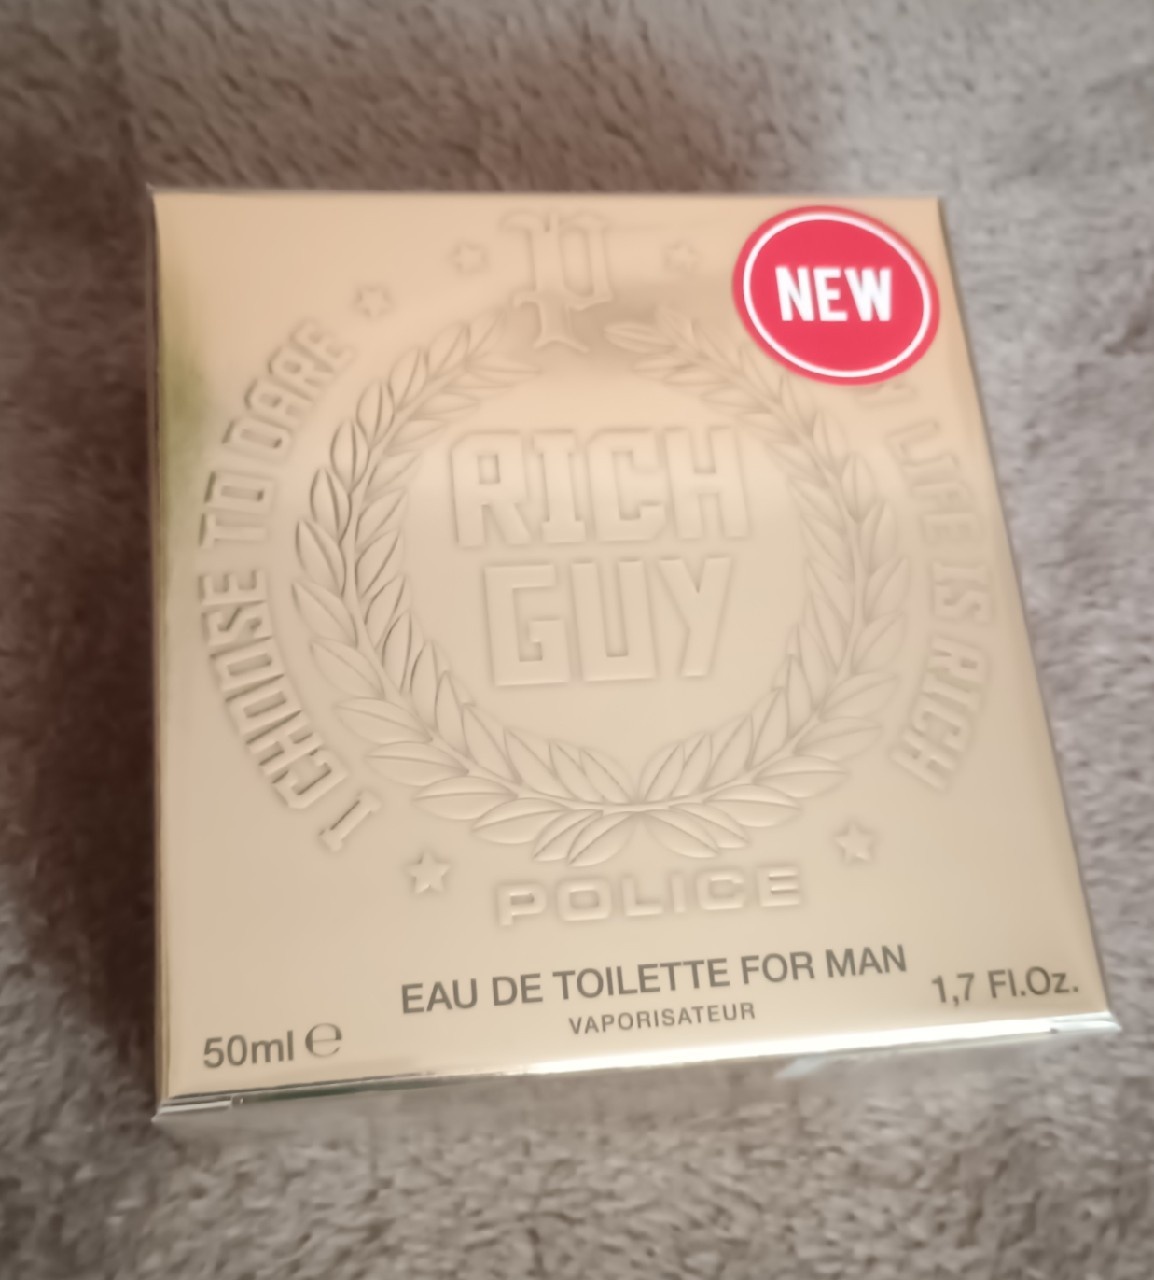 NEW
I CHOOSE TO DARE
MY LIFE IS RICH
RICH
GUY
POLICE
EAU DE TOILETTE FOR MAN
VAPORISATEUR
50ml ℮
1,7 Fl.Oz.